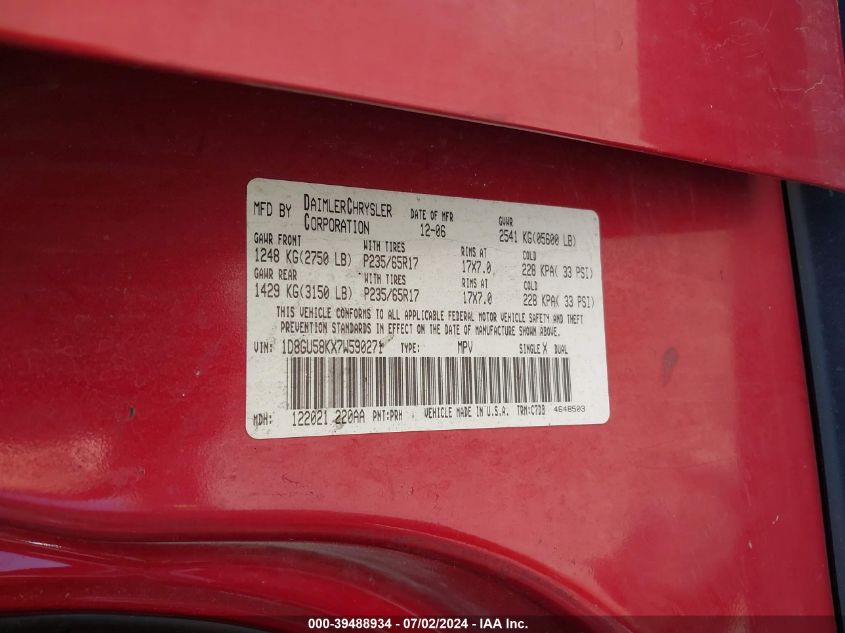 MFD BY DAIMLERCHRYSLER CORPORATION DATE OF MFR 12-06 GVWR 2541 KG(05600 LB)
GAWR FRONT WITH TIRES RIMS AT COLD
1248 KG(2750 LB) P235/65R17 17X7.0 228 KPA( 33 PSI)
GAWR REAR WITH TIRES RIMS AT COLD
1429 KG(3150 LB) P235/65R17 17X7.0 228 KPA( 33 PSI)
THIS VEHICLE CONFORMS TO ALL APPLICABLE FEDERAL MOTOR VEHICLE SAFETY AND THEFT
PREVENTION STANDARDS IN EFFECT ON THE DATE OF MANUFACTURE SHOWN ABOVE.
VIN: 1D8GU58KX7W590271 TYPE: MPV SINGLE X DUAL
MDH: 122021 220AA PNT:PRH VEHICLE MADE IN U.S.A. TRM:C7DB 4648503
000-39488934 / 07/02/2024 - IAA Inc.